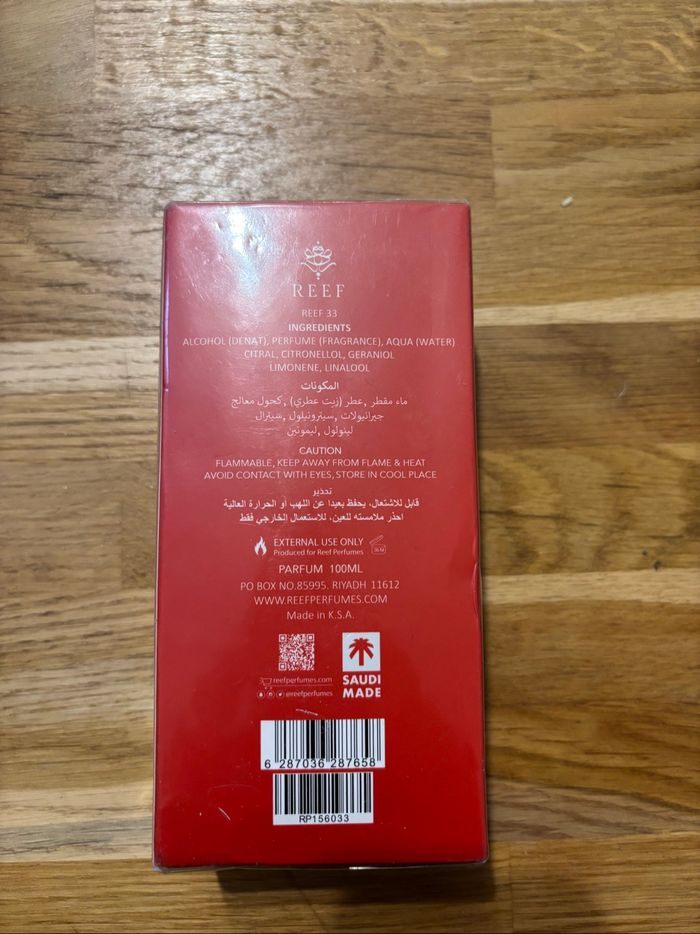 REEF
REEF 33
INGREDIENTS
ALCOHOL (DENAT), PERFUME (FRAGRANCE), AQUA (WATER)
CITRAL, CITRONELLOL, GERANIOL
LIMONENE, LINALOOL
المكونات
ماء مقطر ,عطر (زيت عطري) ,كحول معالج
جيرانيولات ,سيترونيلول ,سيترال
لينولول ,ليمونين
CAUTION
FLAMMABLE, KEEP AWAY FROM FLAME & HEAT
AVOID CONTACT WITH EYES, STORE IN COOL PLACE
تحذير
قابل للاشتعال، يحفظ بعيدا عن اللهب أو الحرارة العالية
احذر ملامسته للعين، للاستعمال الخارجي فقط
EXTERNAL USE ONLY
Produced for Reef Perfumes
PARFUM 100ML
PO BOX NO.85995. RIYADH 11612
WWW.REEFPERFUMES.COM
Made in K.S.A.
reefperfumes.com
@reefperfumes
SAUDI
MADE
6 287036 287658
RP156033